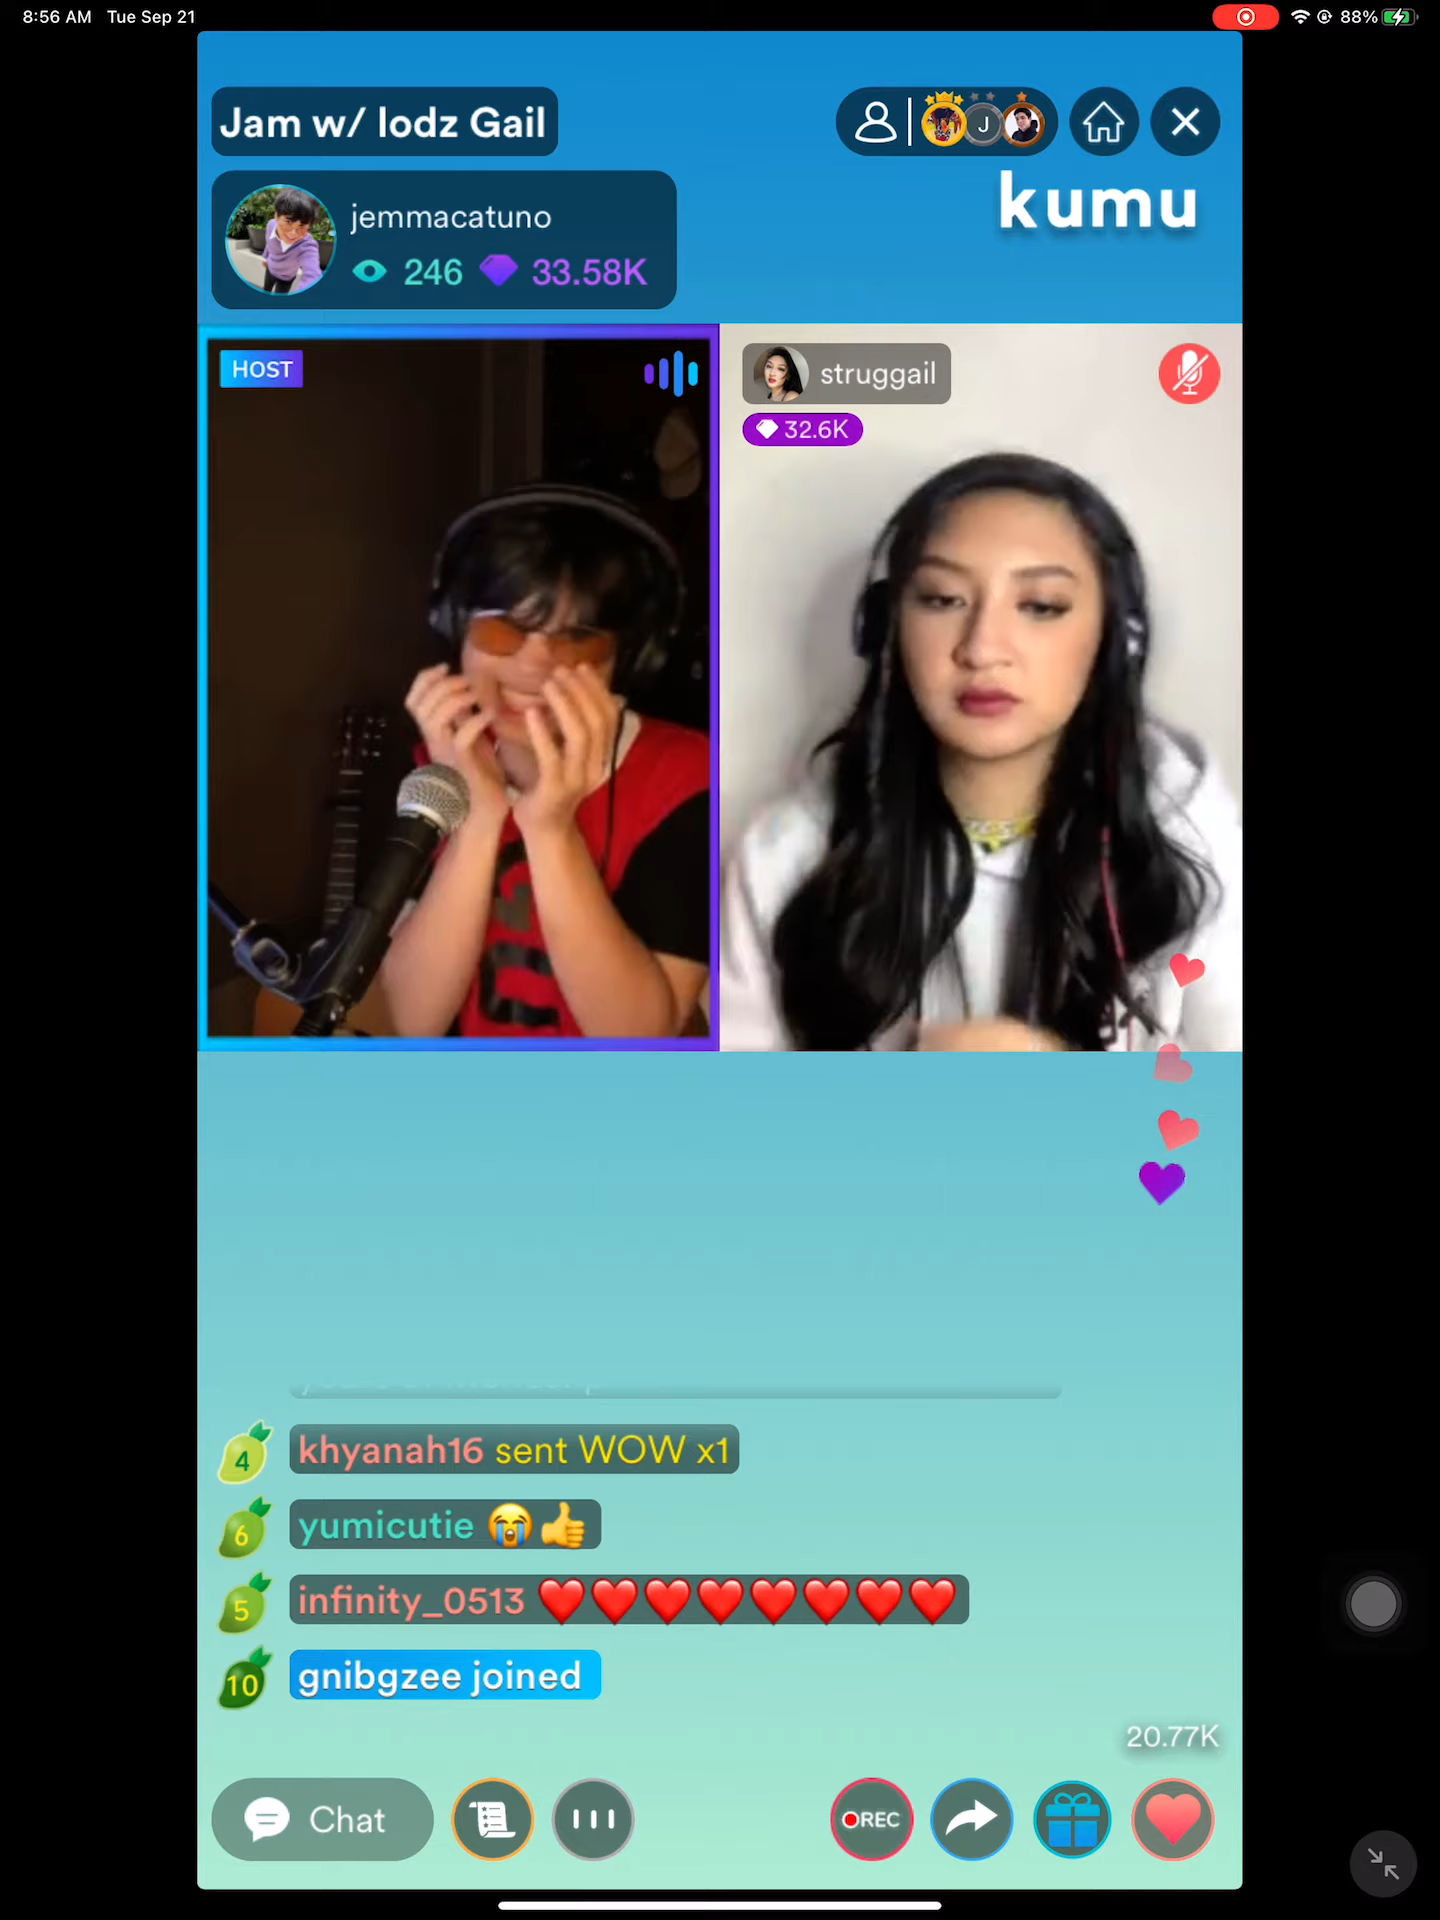 8:56 AM Tue Sep 21
88%
Jam w/ lodz Gail
J
kumu
jemmacatuno
246 33.58K
HOST
struggail
32.6K
4 khyanah16 sent WOW x1
6 yumicutie 😭👍
5 infinity_0513 ❤️❤️❤️❤️❤️❤️❤️❤️
10 gnibgzee joined
20.77K
Chat
REC